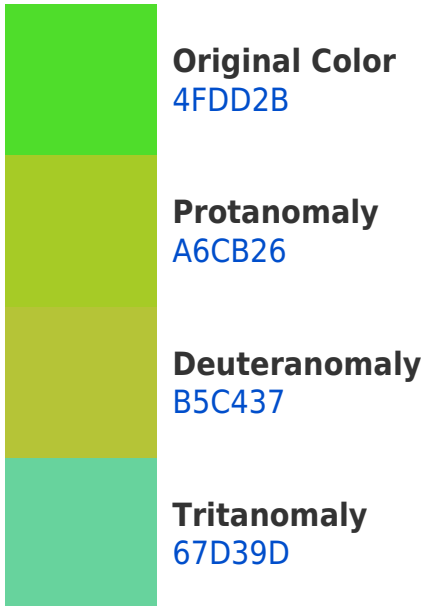 Original Color
4FDD2B
Protanomaly
A6CB26
Deuteranomaly
B5C437
Tritanomaly
67D39D